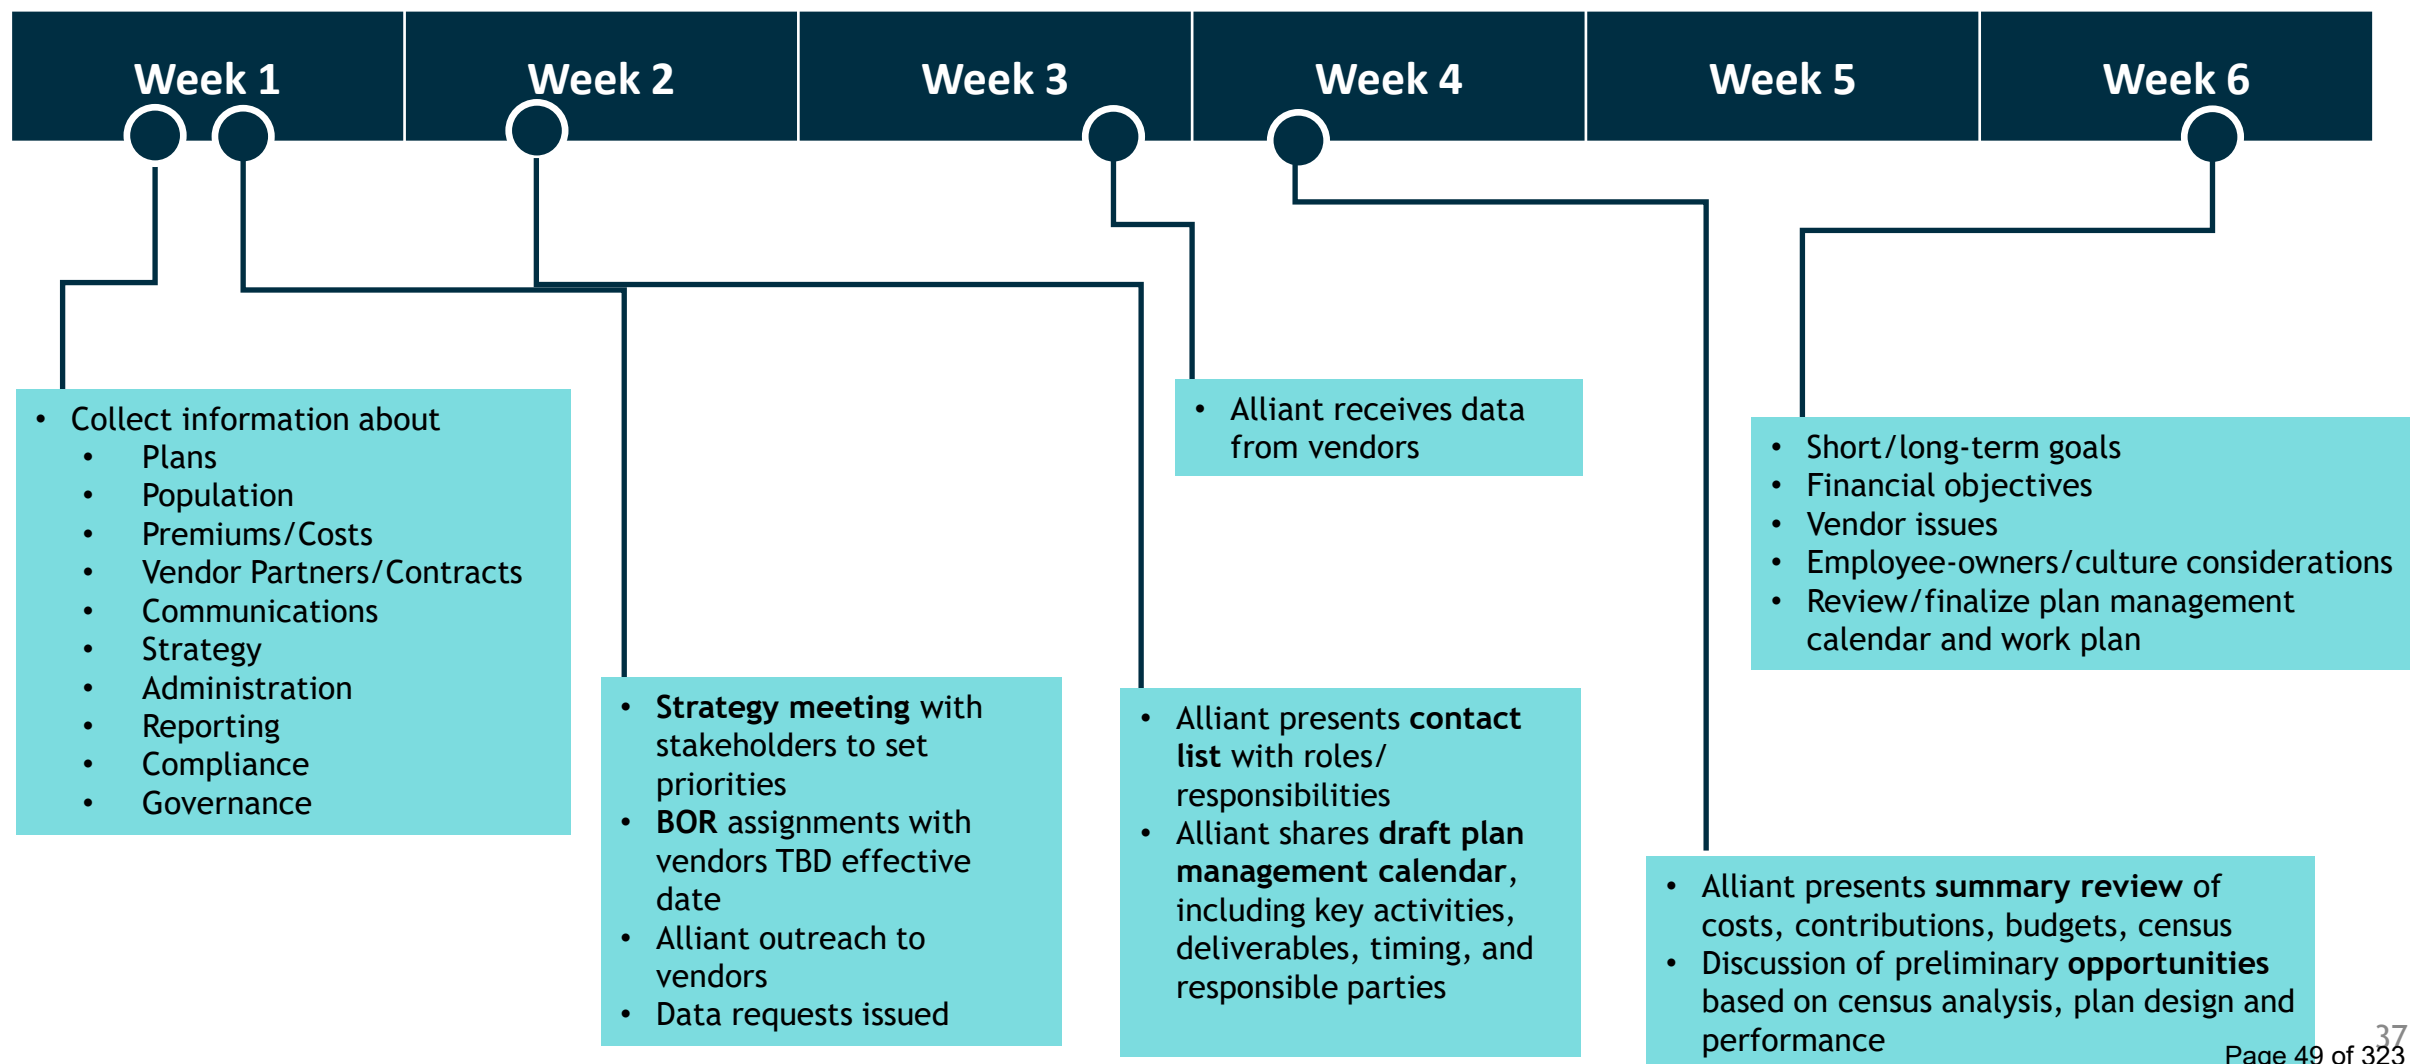 Week 1
Week 2
Week 3
Week 4
Week 5
Week 6
• Collect information about
• Plans
• Population
• Premiums/Costs
• Vendor Partners/Contracts
• Communications
• Strategy
• Administration
• Reporting
• Compliance
• Governance
• Strategy meeting with
stakeholders to set
priorities
• BOR assignments with
vendors TBD effective
date
• Alliant outreach to
vendors
• Data requests issued
• Alliant presents contact
list with roles/
responsibilities
• Alliant shares draft plan
management calendar,
including key activities,
deliverables, timing, and
responsible parties
• Alliant receives data
from vendors
• Alliant presents summary review of
costs, contributions, budgets, census
• Discussion of preliminary opportunities
based on census analysis, plan design and
performance
• Short/long-term goals
• Financial objectives
• Vendor issues
• Employee-owners/culture considerations
• Review/finalize plan management
calendar and work plan
37
Page 49 of 323